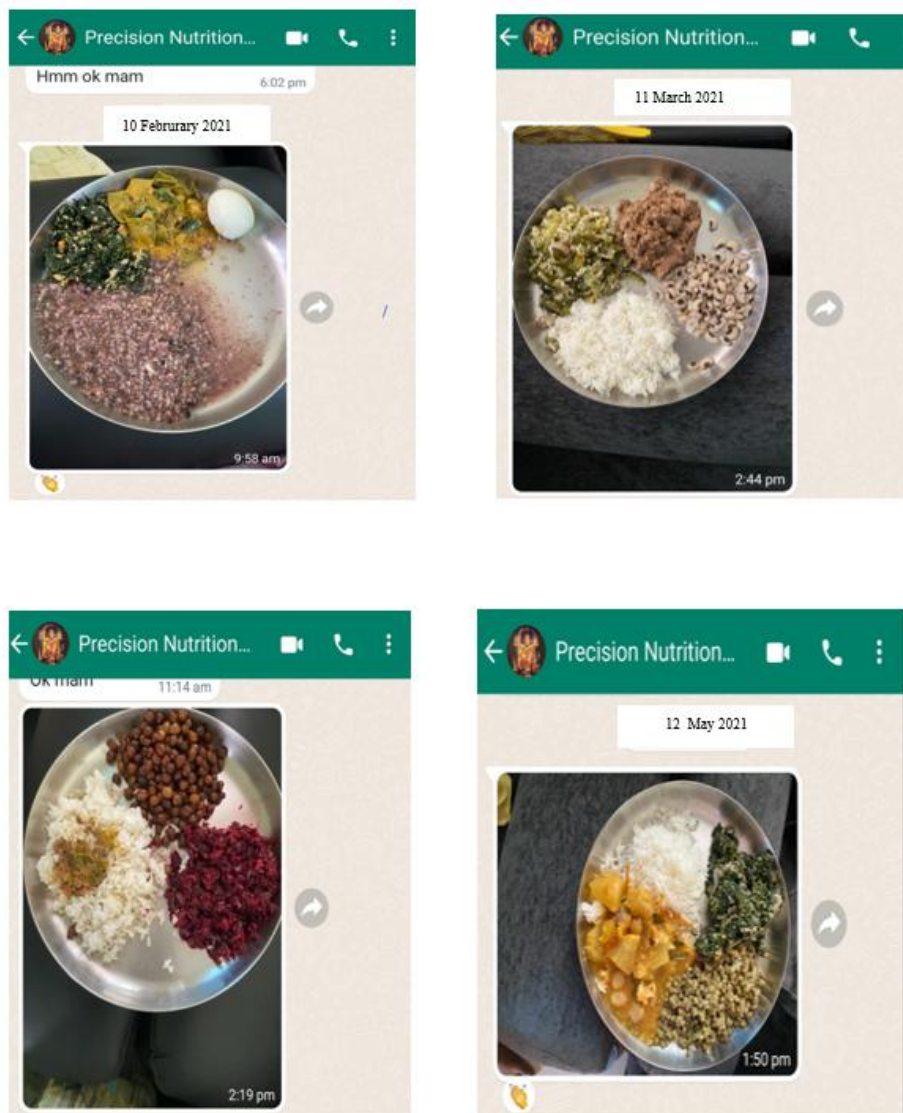 Precision Nutrition...
Hmm ok mam
6:02 pm
10 Februrary 2021
9:58 am
Precision Nutrition...
11 March 2021
2:44 pm
Precision Nutrition...
Ok mam
11:14 am
2:19 pm
Precision Nutrition...
12 May 2021
1:50 pm